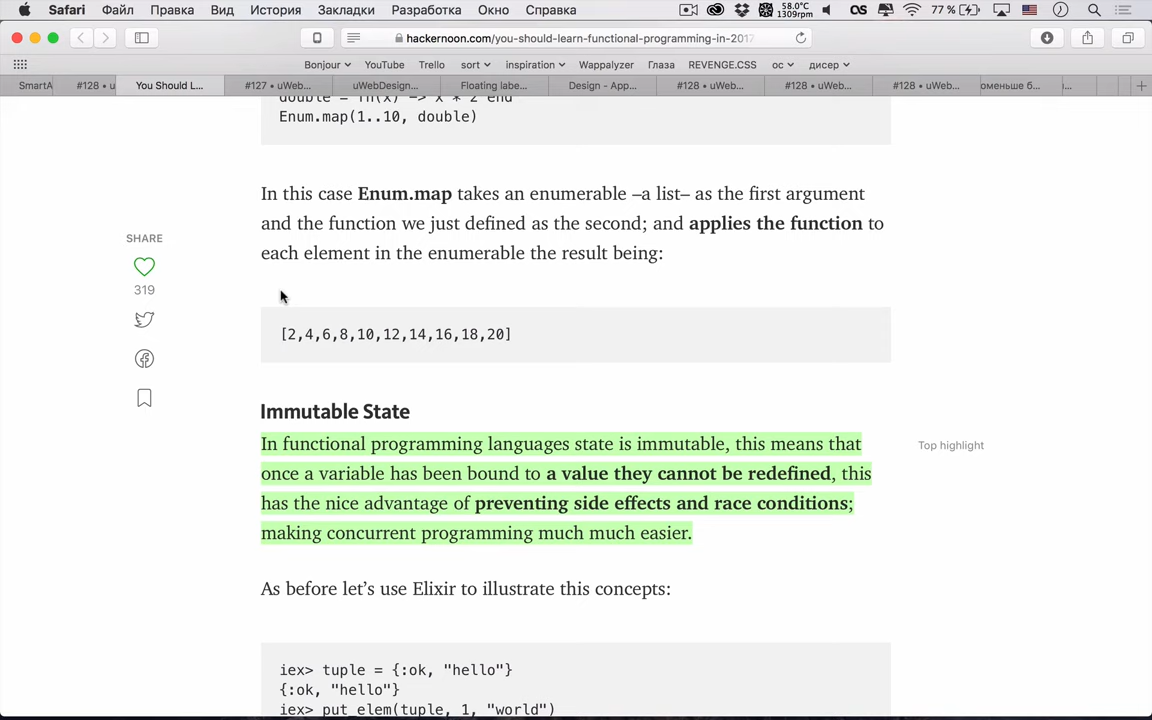 Safari Файл Правка Вид История Закладки Разработка Окно Справка 58.0°C 1309rpm 77 %
hackernoon.com/you-should-learn-functional-programming-in-2017
Bonjour YouTube Trello sort inspiration Wappalyzer Глаза REVENGE.CSS ос дисер
SmartA #128 • u You Should L... #127 • uWeb... uWebDesign... Floating labe... Design - App... #128 • uWeb... #128 • uWeb... #128 • uWeb... оменьше б...
double = fn(x) -> x * 2 end
Enum.map(1..10, double)
In this case Enum.map takes an enumerable –a list– as the first argument
and the function we just defined as the second; and applies the function to
each element in the enumerable the result being:
SHARE
319
[2,4,6,8,10,12,14,16,18,20]
Immutable State
In functional programming languages state is immutable, this means that
Top highlight
once a variable has been bound to a value they cannot be redefined, this
has the nice advantage of preventing side effects and race conditions;
making concurrent programming much much easier.
As before let’s use Elixir to illustrate this concepts:
iex> tuple = {:ok, "hello"}
{:ok, "hello"}
iex> put_elem(tuple, 1, "world")